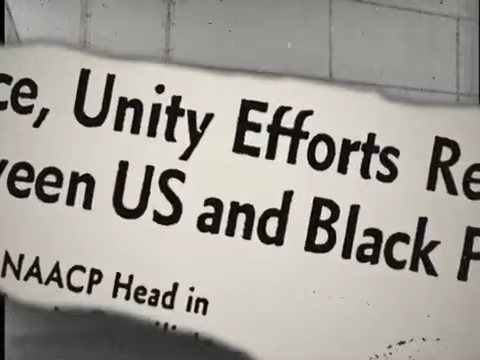 ce, Unity Efforts Re
een US and Black
NAACP Head in